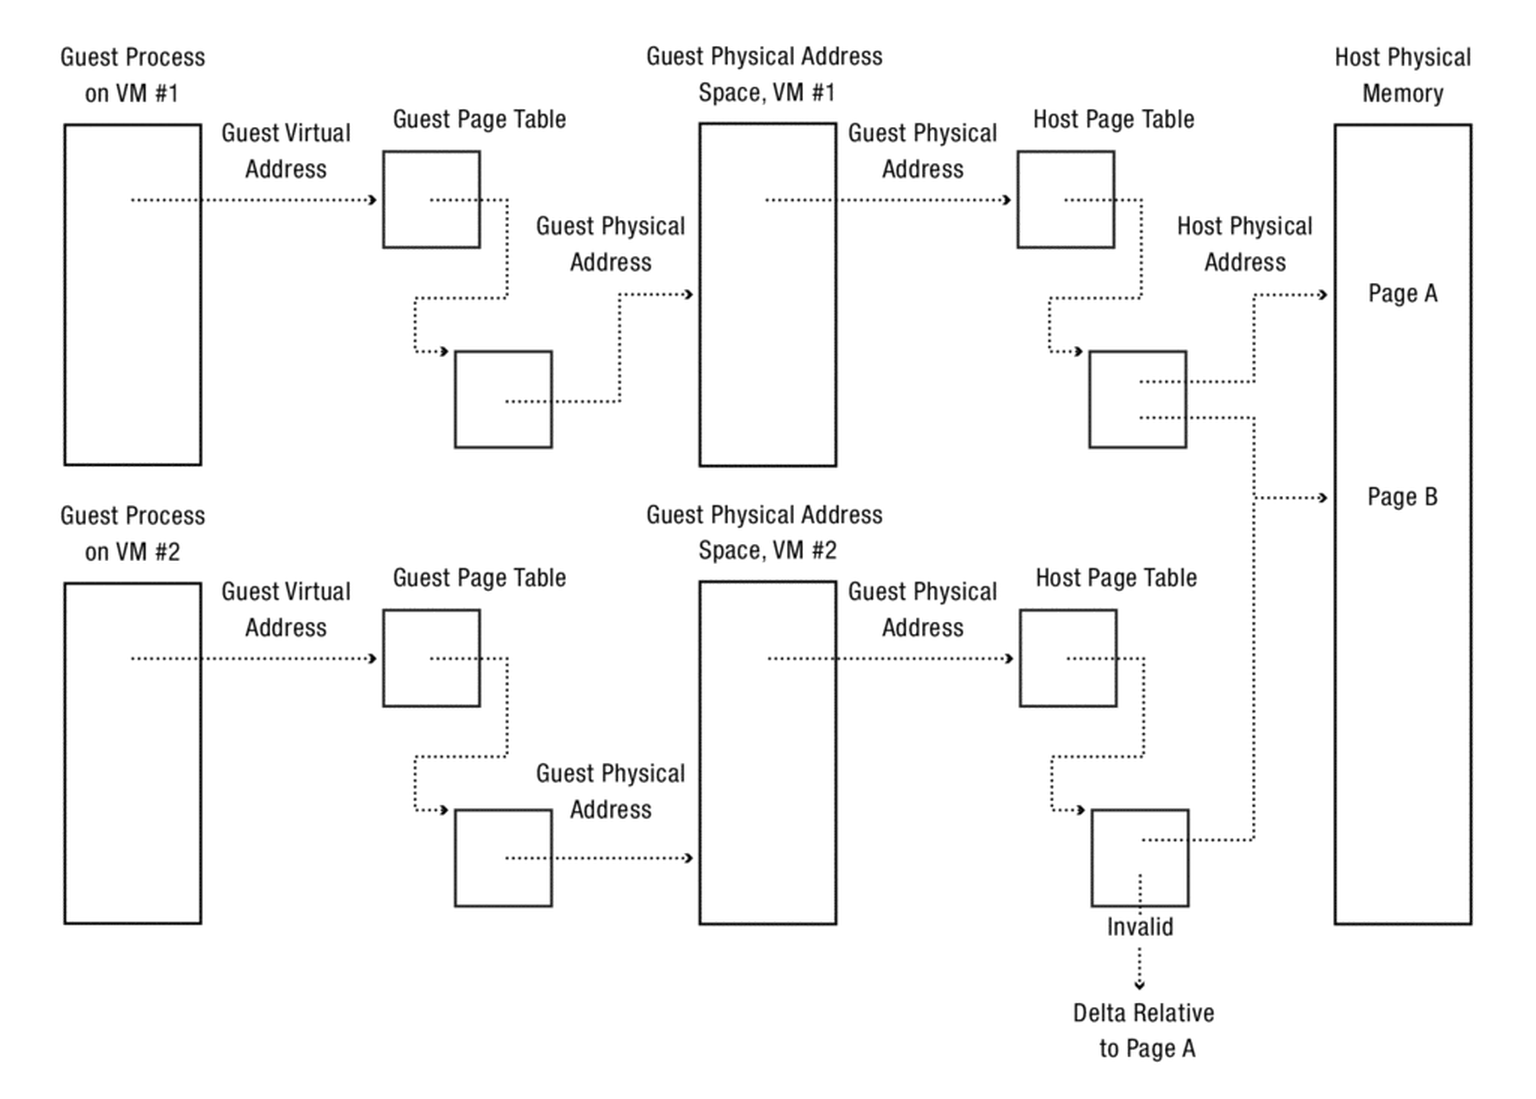 Guest Process
on VM #1
Guest Virtual
Address
Guest Page Table
Guest Physical
Address
Guest Physical Address
Space, VM #1
Guest Physical
Address
Host Page Table
Host Physical
Address
Host Physical
Memory
Page A
Page B
Guest Process
on VM #2
Guest Virtual
Address
Guest Page Table
Guest Physical
Address
Guest Physical Address
Space, VM #2
Guest Physical
Address
Host Page Table
Invalid
Delta Relative
to Page A